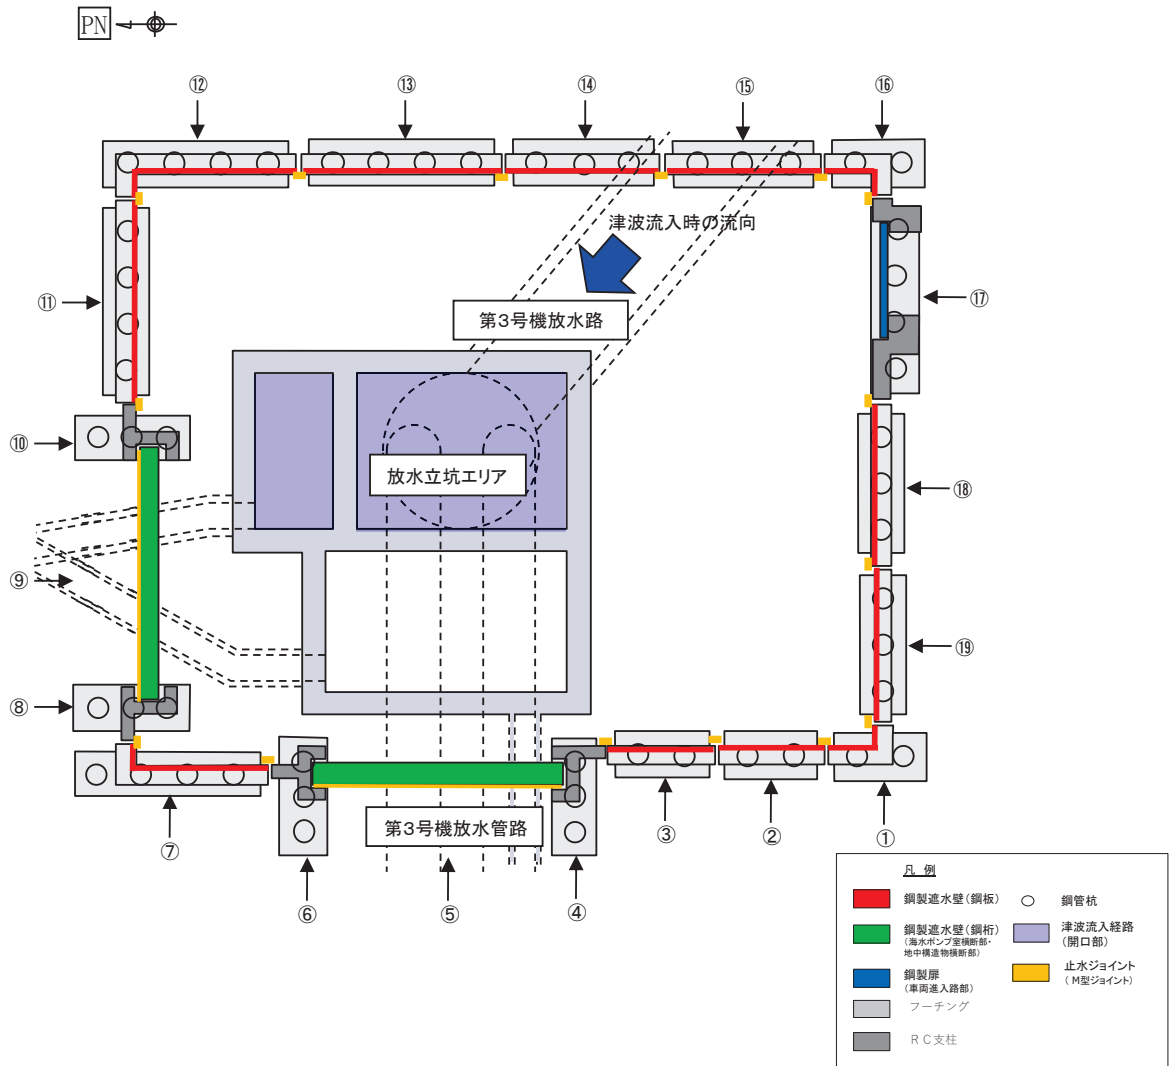 PN
⑫
⑬
⑭
⑮
⑯
津波流入時の流向
⑪
⑰
第3号機放水路
⑩
放水立坑エリア
⑱
⑨
⑲
⑧
第3号機放水管路
⑦
⑥
⑤
④
③
②
①
凡 例
鋼製遮水壁(鋼板)
鋼製遮水壁(鋼桁)
(海水ポンプ室横断部・
地中構造物横断部)
鋼製扉
(車両進入路部)
フーチング
RC支柱
鋼管杭
津波流入経路
(開口部)
止水ジョイント
(M型ジョイント)